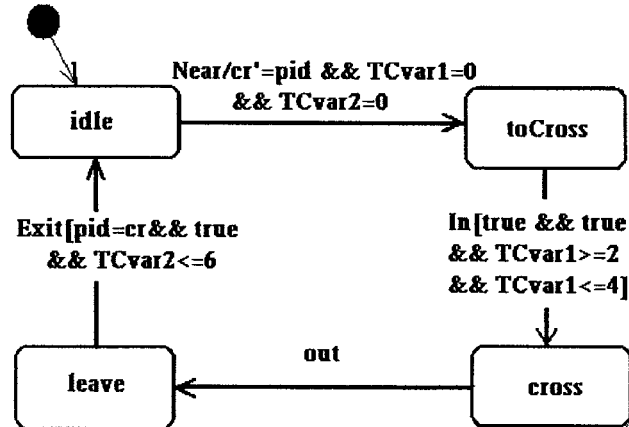 Near/cr'=pid && TCvar1=0
&& TCvar2=0
idle
toCross
Exit[pid=cr&& true
&& TCvar2<=6
In[true && true
&& TCvar1>=2
&& TCvar1<=4]
out
leave
cross